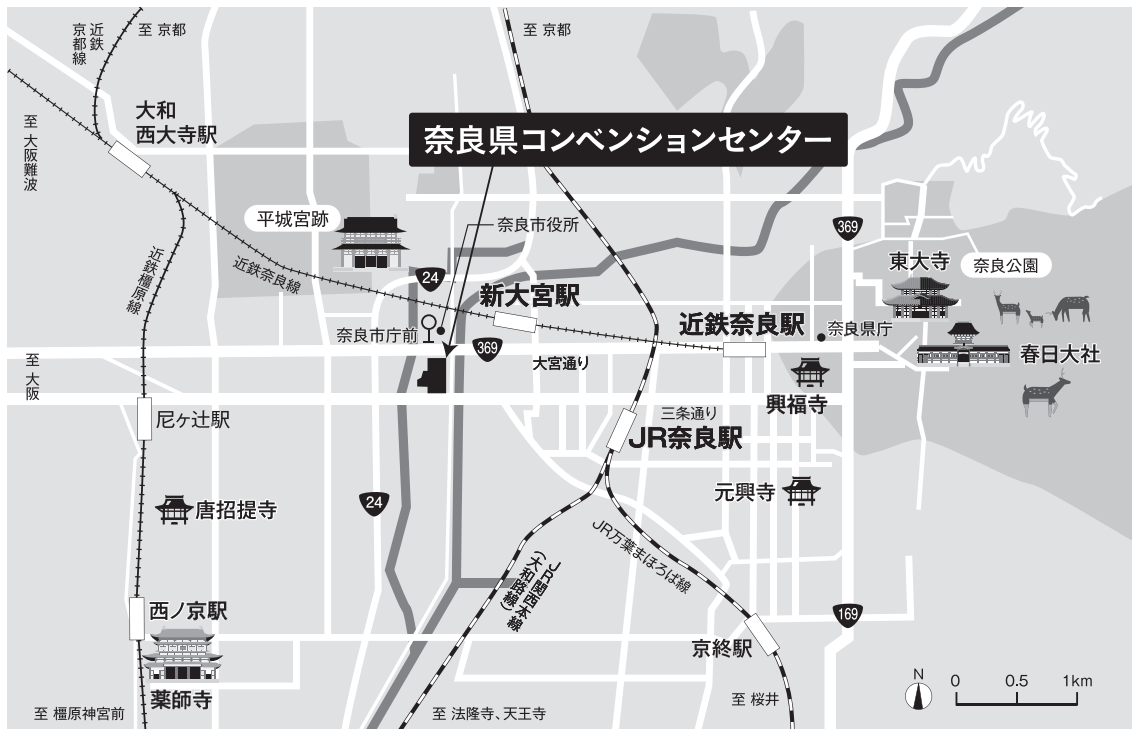 近鉄
京都線
至 京都
至 京都
大和
西大寺駅
至 大阪難波
奈良県コンベンションセンター
平城宮跡
奈良市役所
369
近鉄橿原線
近鉄奈良線
24
新大宮駅
東大寺
奈良公園
奈良市庁前
369
大宮通り
近鉄奈良駅
奈良県庁
春日大社
至 大阪
興福寺
尼ヶ辻駅
三条通り
JR奈良駅
唐招提寺
24
元興寺
JR万葉まほろば線
JR関西本線
(大和路線)
西ノ京駅
169
京終駅
薬師寺
N
0 0.5 1km
至 橿原神宮前
至 法隆寺、天王寺
至 桜井